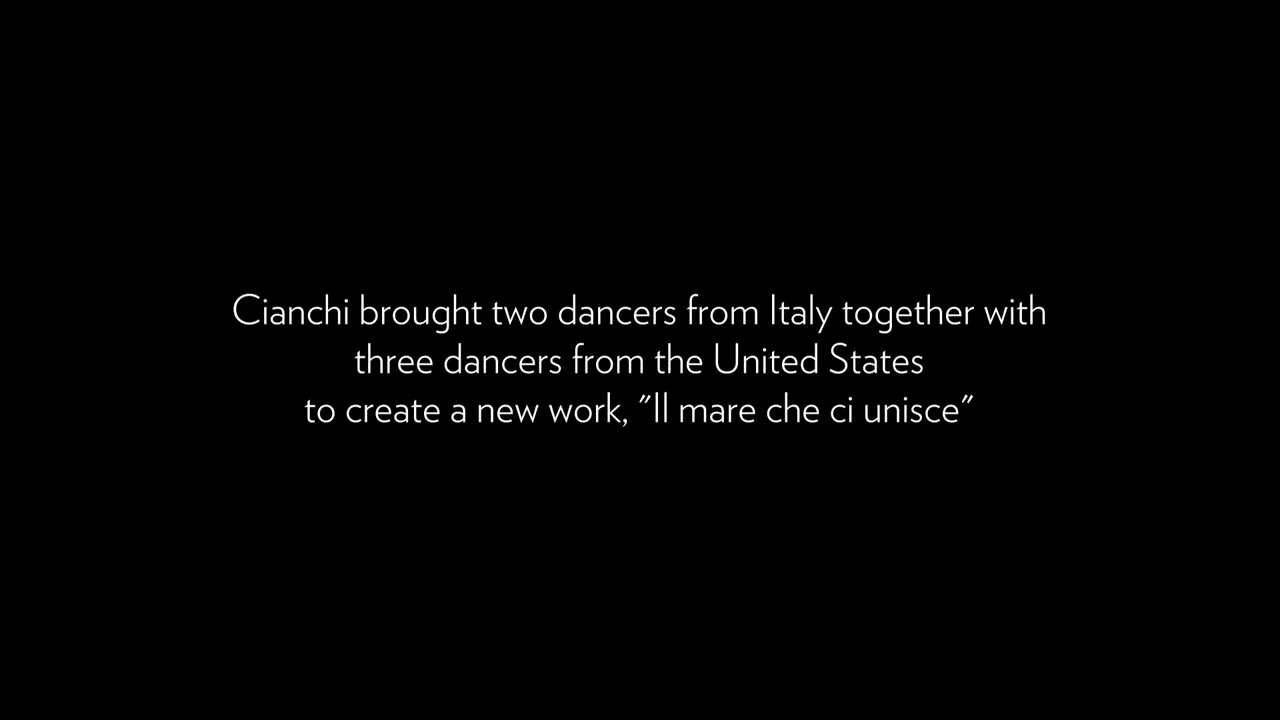 Cianchi brought two dancers from Italy together with
three dancers from the United States
to create a new work, "Il mare che ci unisce"